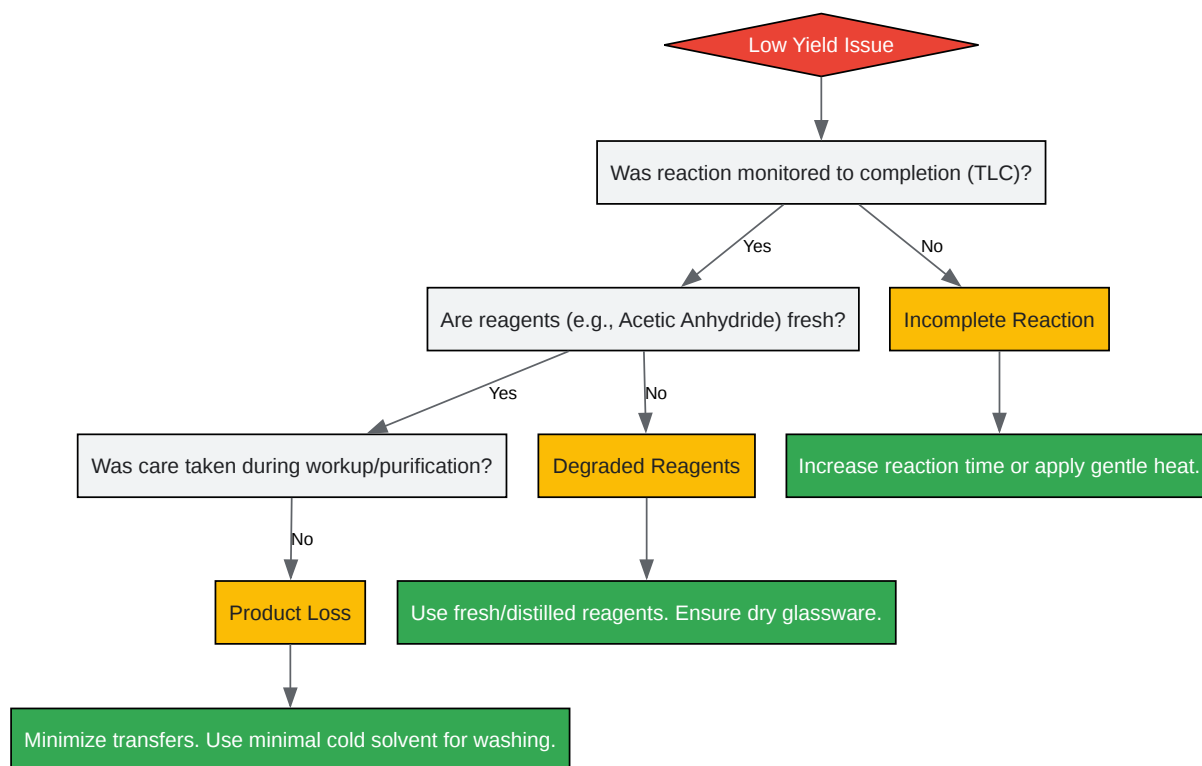 Low Yield Issue
Was reaction monitored to completion (TLC)?
Yes
No
Are reagents (e.g., Acetic Anhydride) fresh?
Incomplete Reaction
Yes
No
Was care taken during workup/purification?
Degraded Reagents
Increase reaction time or apply gentle heat.
No
Product Loss
Use fresh/distilled reagents. Ensure dry glassware.
Minimize transfers. Use minimal cold solvent for washing.